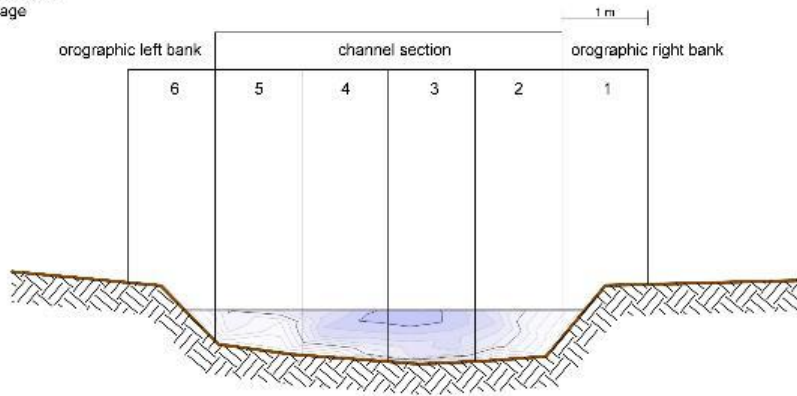 age
1 m
orographic left bank channel section orographic right bank
6 5 4 3 2 1